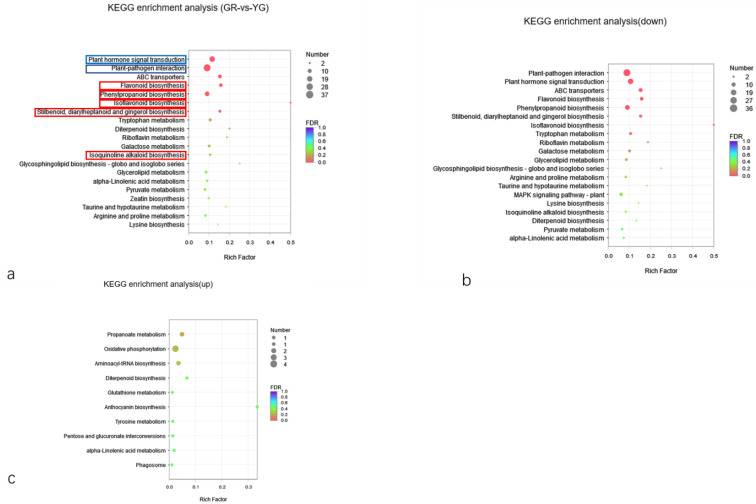 KEGG enrichment analysis (GR-vs-YG)
Plant hormone signal transduction
Plant-pathogen interaction
ABC transporters
Flavonoid biosynthesis
Phenylpropanoid biosynthesis
Isoflavonoid biosynthesis
Stilbenoid, diarylheptanoid and gingerol biosynthesis
Tryptophan metabolism
Diterpenoid biosynthesis
Riboflavin metabolism
Galactose metabolism
Isoquinoline alkaloid biosynthesis
Glycosphingolipid biosynthesis - globo and isoglobo series
Glycerolipid metabolism
alpha-Linolenic acid metabolism
Pyruvate metabolism
Zeatin biosynthesis
Taurine and hypotaurine metabolism
Arginine and proline metabolism
Lysine biosynthesis
0.0 0.1 0.2 0.3 0.4 0.5
Rich Factor
Number
2
10
19
28
37
FDR
1.0
0.8
0.6
0.4
0.2
0.0
a
KEGG enrichment analysis(down)
Plant-pathogen interaction
Plant hormone signal transduction
ABC transporters
Flavonoid biosynthesis
Phenylpropanoid biosynthesis
Stilbenoid, diarylheptanoid and gingerol biosynthesis
Isoflavonoid biosynthesis
Tryptophan metabolism
Riboflavin metabolism
Galactose metabolism
Glycerolipid metabolism
Glycosphingolipid biosynthesis - globo and isoglobo series
Arginine and proline metabolism
Taurine and hypotaurine metabolism
MAPK signaling pathway - plant
Lysine biosynthesis
Isoquinoline alkaloid biosynthesis
Diterpenoid biosynthesis
Pyruvate metabolism
alpha-Linolenic acid metabolism
0.0 0.1 0.2 0.3 0.4 0.5
Rich Factor
Number
2
10
19
27
36
FDR
1.0
0.8
0.6
0.4
0.2
0.0
b
KEGG enrichment analysis(up)
Propanoate metabolism
Oxidative phosphorylation
Aminoacyl-tRNA biosynthesis
Diterpenoid biosynthesis
Glutathione metabolism
Anthocyanin biosynthesis
Tyrosine metabolism
Pentose and glucuronate interconversions
alpha-Linolenic acid metabolism
Phagosome
0.0 0.1 0.2 0.3
Rich Factor
Number
1
1
2
3
4
FDR
1.0
0.8
0.6
0.4
0.2
0.0
c